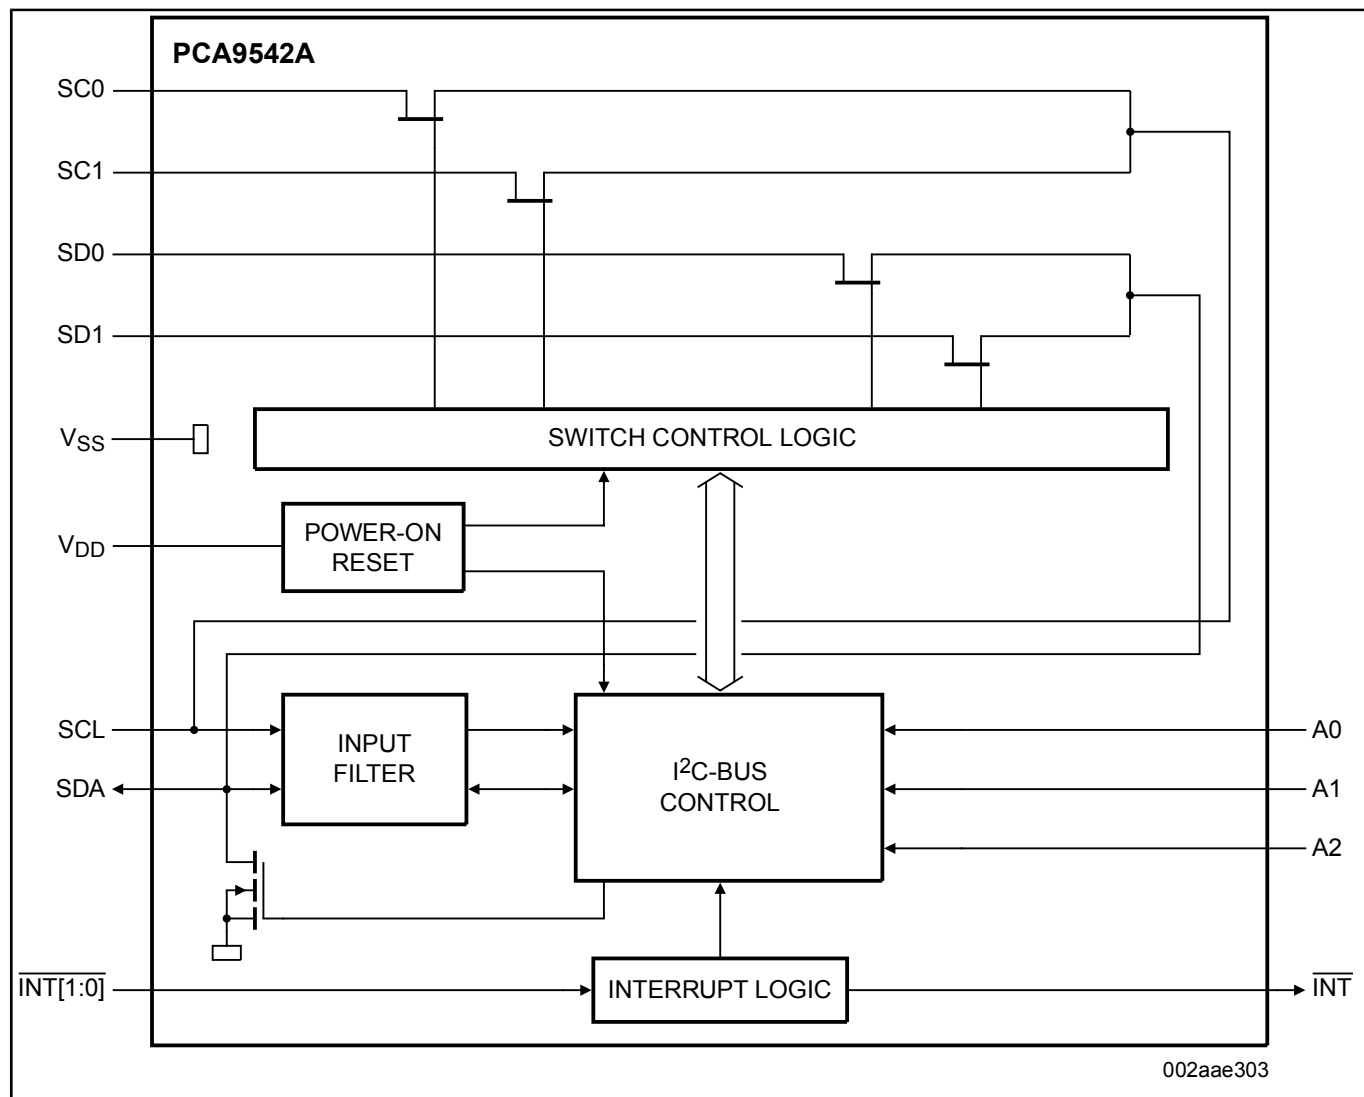 PCA9542A
SC0
SC1
SD0
SD1
VSS
SWITCH CONTROL LOGIC
VDD
POWER-ON
RESET
SCL
SDA
INPUT
FILTER
I²C-BUS
CONTROL
A0
A1
A2
INT[1:0]
INTERRUPT LOGIC
INT
002aae303